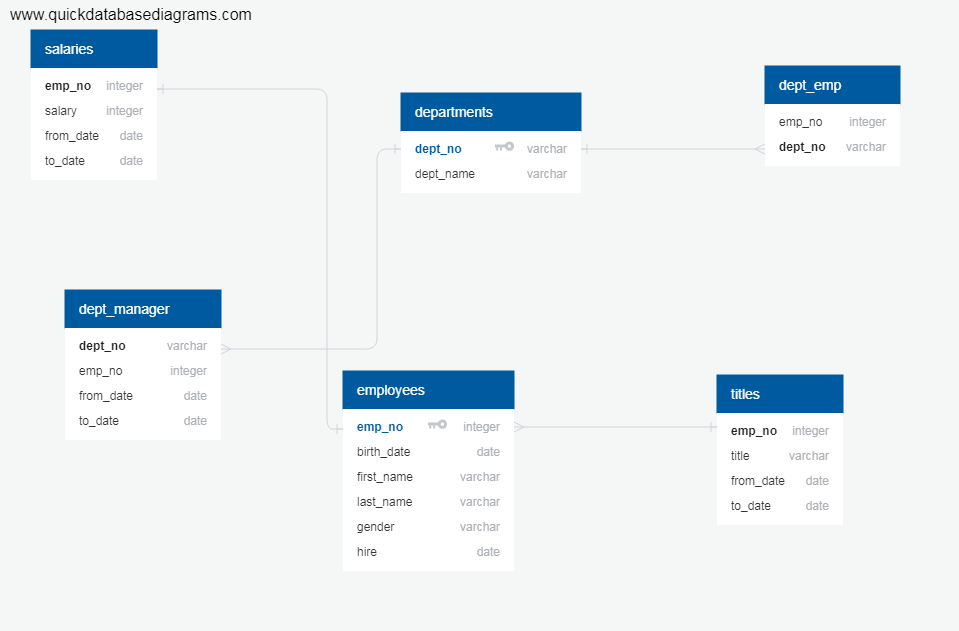 www.quickdatabasediagrams.com
salaries
emp_no integer
salary integer
from_date date
to_date date
departments
dept_no varchar
dept_name varchar
dept_emp
emp_no integer
dept_no varchar
dept_manager
dept_no varchar
emp_no integer
from_date date
to_date date
employees
emp_no integer
birth_date date
first_name varchar
last_name varchar
gender varchar
hire date
titles
emp_no integer
title varchar
from_date date
to_date date